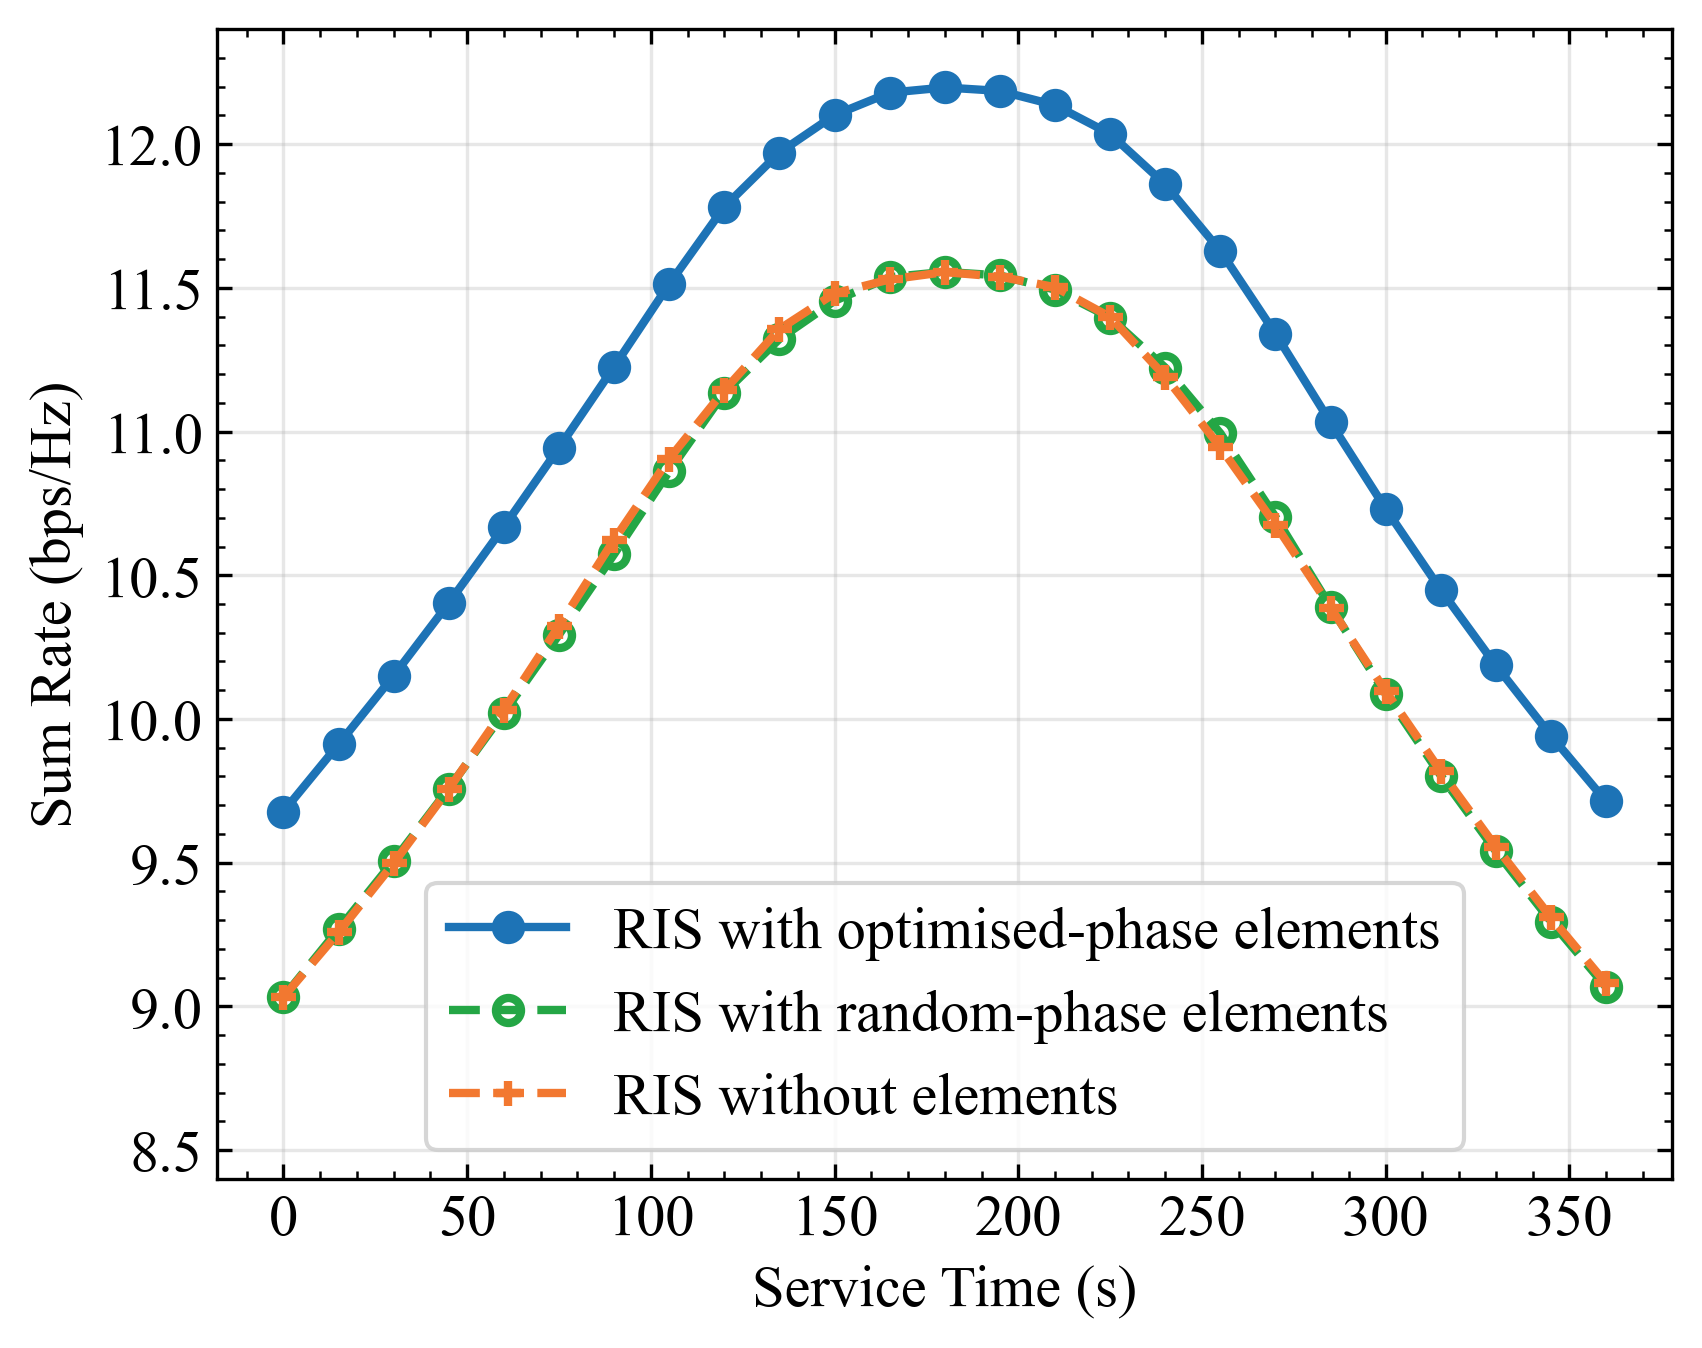 Sum Rate (bps/Hz)
12.0
11.5
11.0
10.5
10.0
9.5
9.0
8.5
RIS with optimised-phase elements
RIS with random-phase elements
RIS without elements
0 50 100 150 200 250 300 350
Service Time (s)